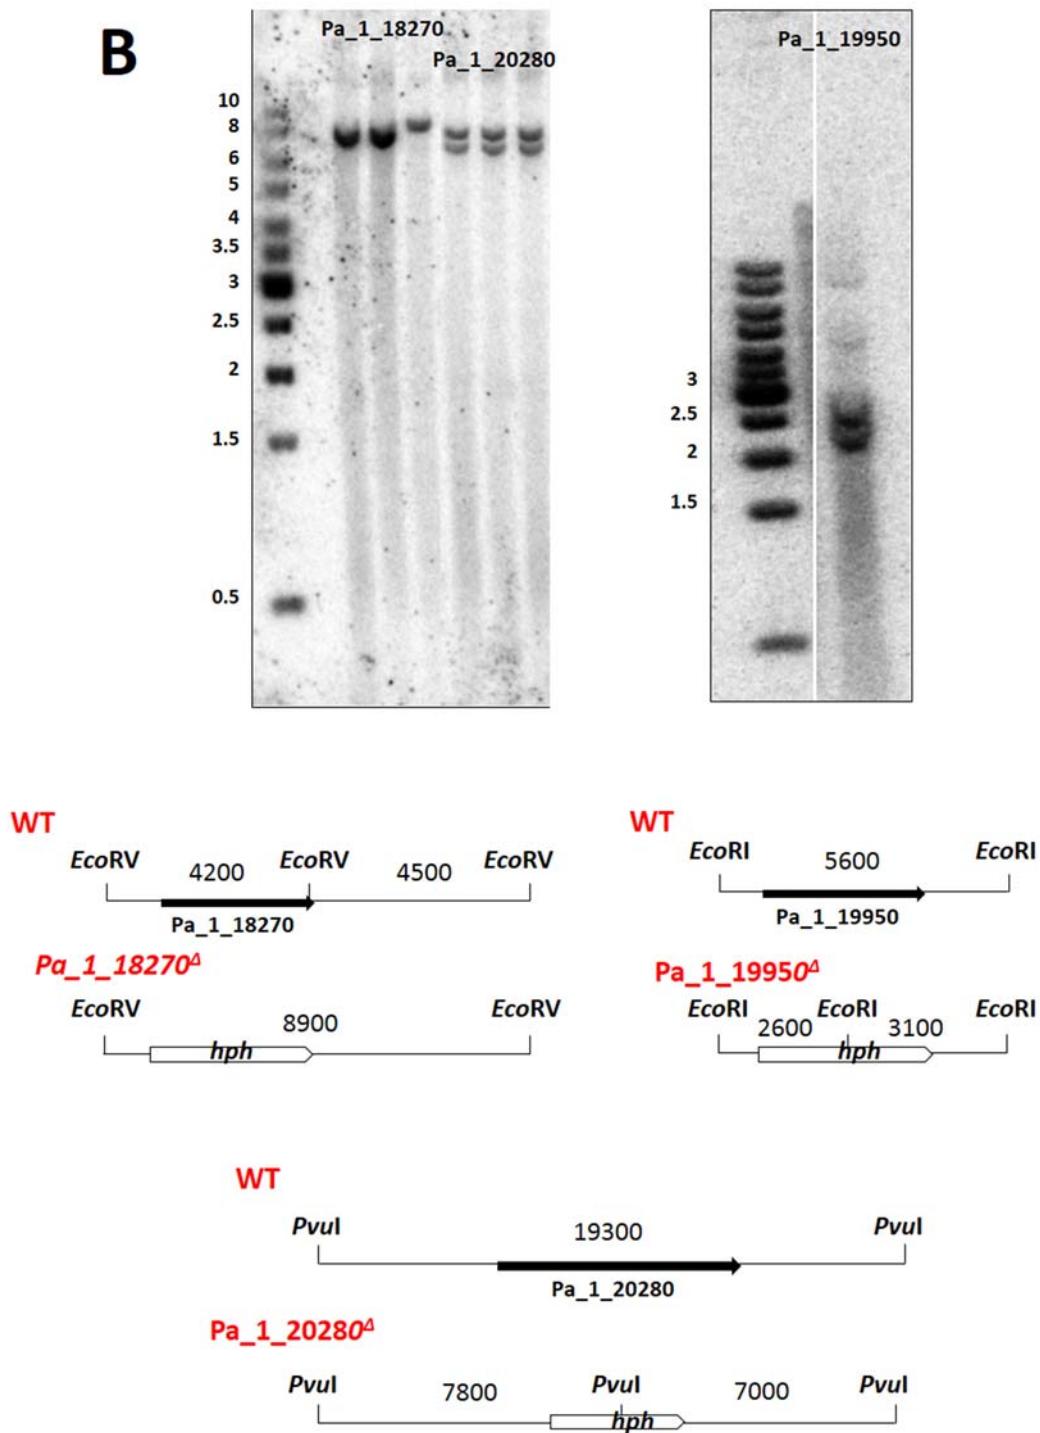 B
Pa_1_18270
Pa_1_20280
10
8
6
5
4
3.5
3
2.5
2
1.5
0.5
Pa_1_19950
3
2.5
2
1.5
WT
EcoRV 4200 EcoRV 4500 EcoRV
Pa_1_18270
Pa_1_18270Δ
EcoRV 8900 EcoRV
hph
WT
EcoRI 5600 EcoRI
Pa_1_19950
Pa_1_19950Δ
EcoRI 2600 EcoRI 3100 EcoRI
hph
WT
PvuI 19300 PvuI
Pa_1_20280
Pa_1_20280Δ
PvuI 7800 PvuI 7000 PvuI
hph